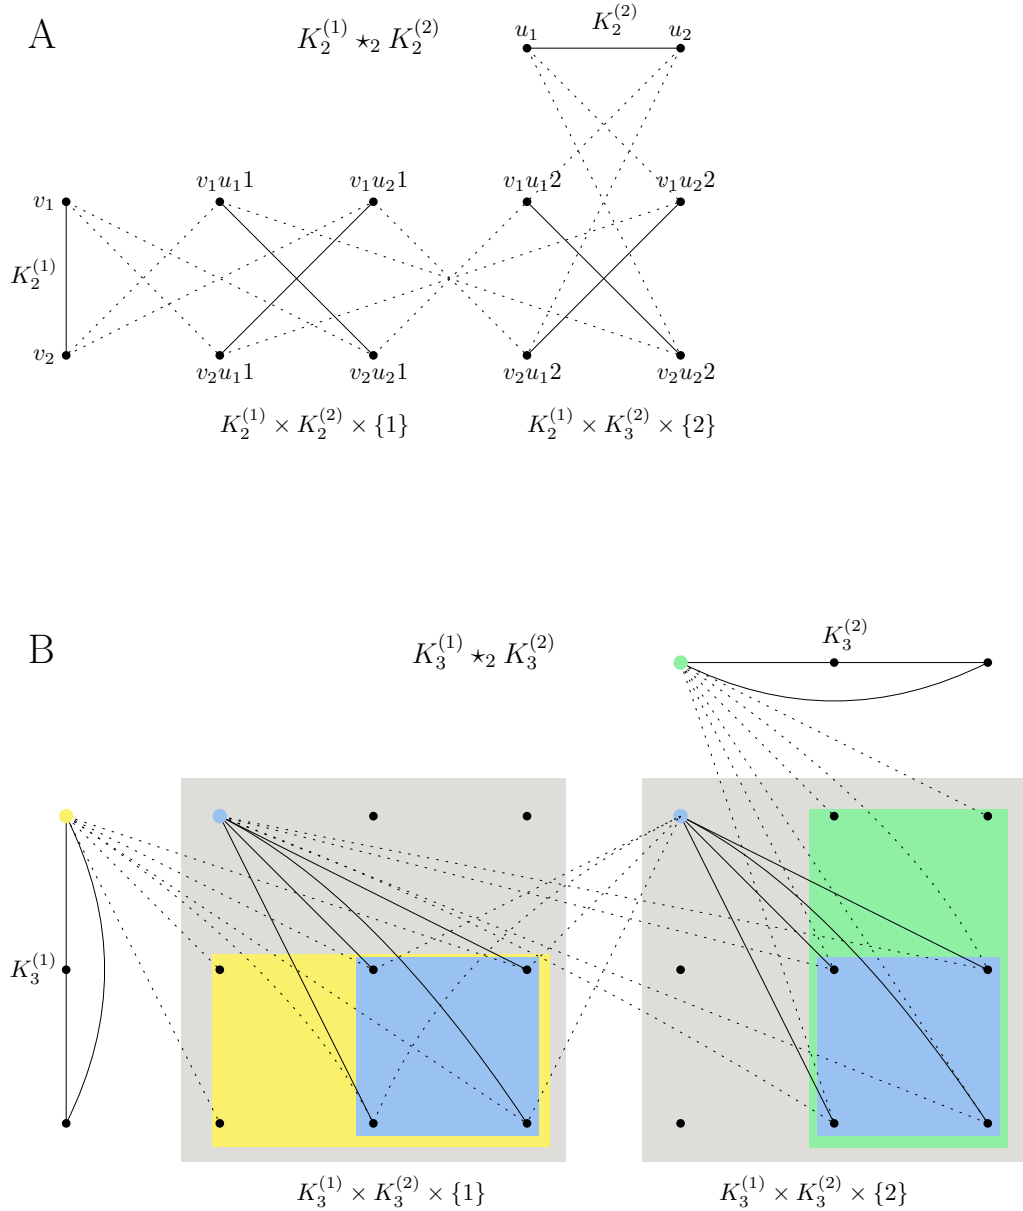 A
K_2^{(1)} ⋆_2 K_2^{(2)}
K_2^{(2)}
u_1 u_2
v_1 v_1u_11 v_1u_21 v_1u_12 v_1u_22
K_2^{(1)}
v_2 v_2u_11 v_2u_21 v_2u_12 v_2u_22
K_2^{(1)} × K_2^{(2)} × {1} K_2^{(1)} × K_3^{(2)} × {2}
B
K_3^{(1)} ⋆_2 K_3^{(2)}
K_3^{(2)}
K_3^{(1)}
K_3^{(1)} × K_3^{(2)} × {1} K_3^{(1)} × K_3^{(2)} × {2}